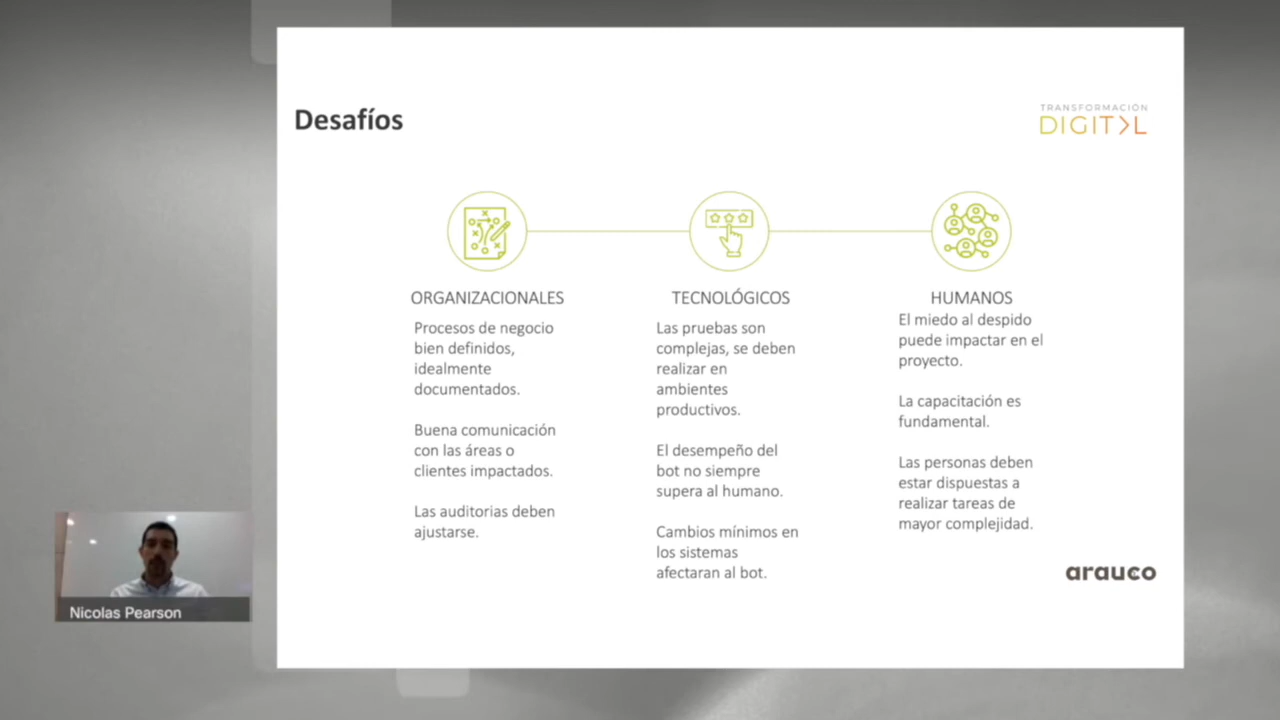 Desafíos
TRANSFORMACIÓN
DIGITAL
ORGANIZACIONALES
Procesos de negocio
bien definidos,
idealmente
documentados.
Buena comunicación
con las áreas o
clientes impactados.
Las auditorias deben
ajustarse.
TECNOLÓGICOS
Las pruebas son
complejas, se deben
realizar en
ambientes
productivos.
El desempeño del
bot no siempre
supera al humano.
Cambios mínimos en
los sistemas
afectaran al bot.
HUMANOS
El miedo al despido
puede impactar en el
proyecto.
La capacitación es
fundamental.
Las personas deben
estar dispuestas a
realizar tareas de
mayor complejidad.
arauco
Nicolas Pearson